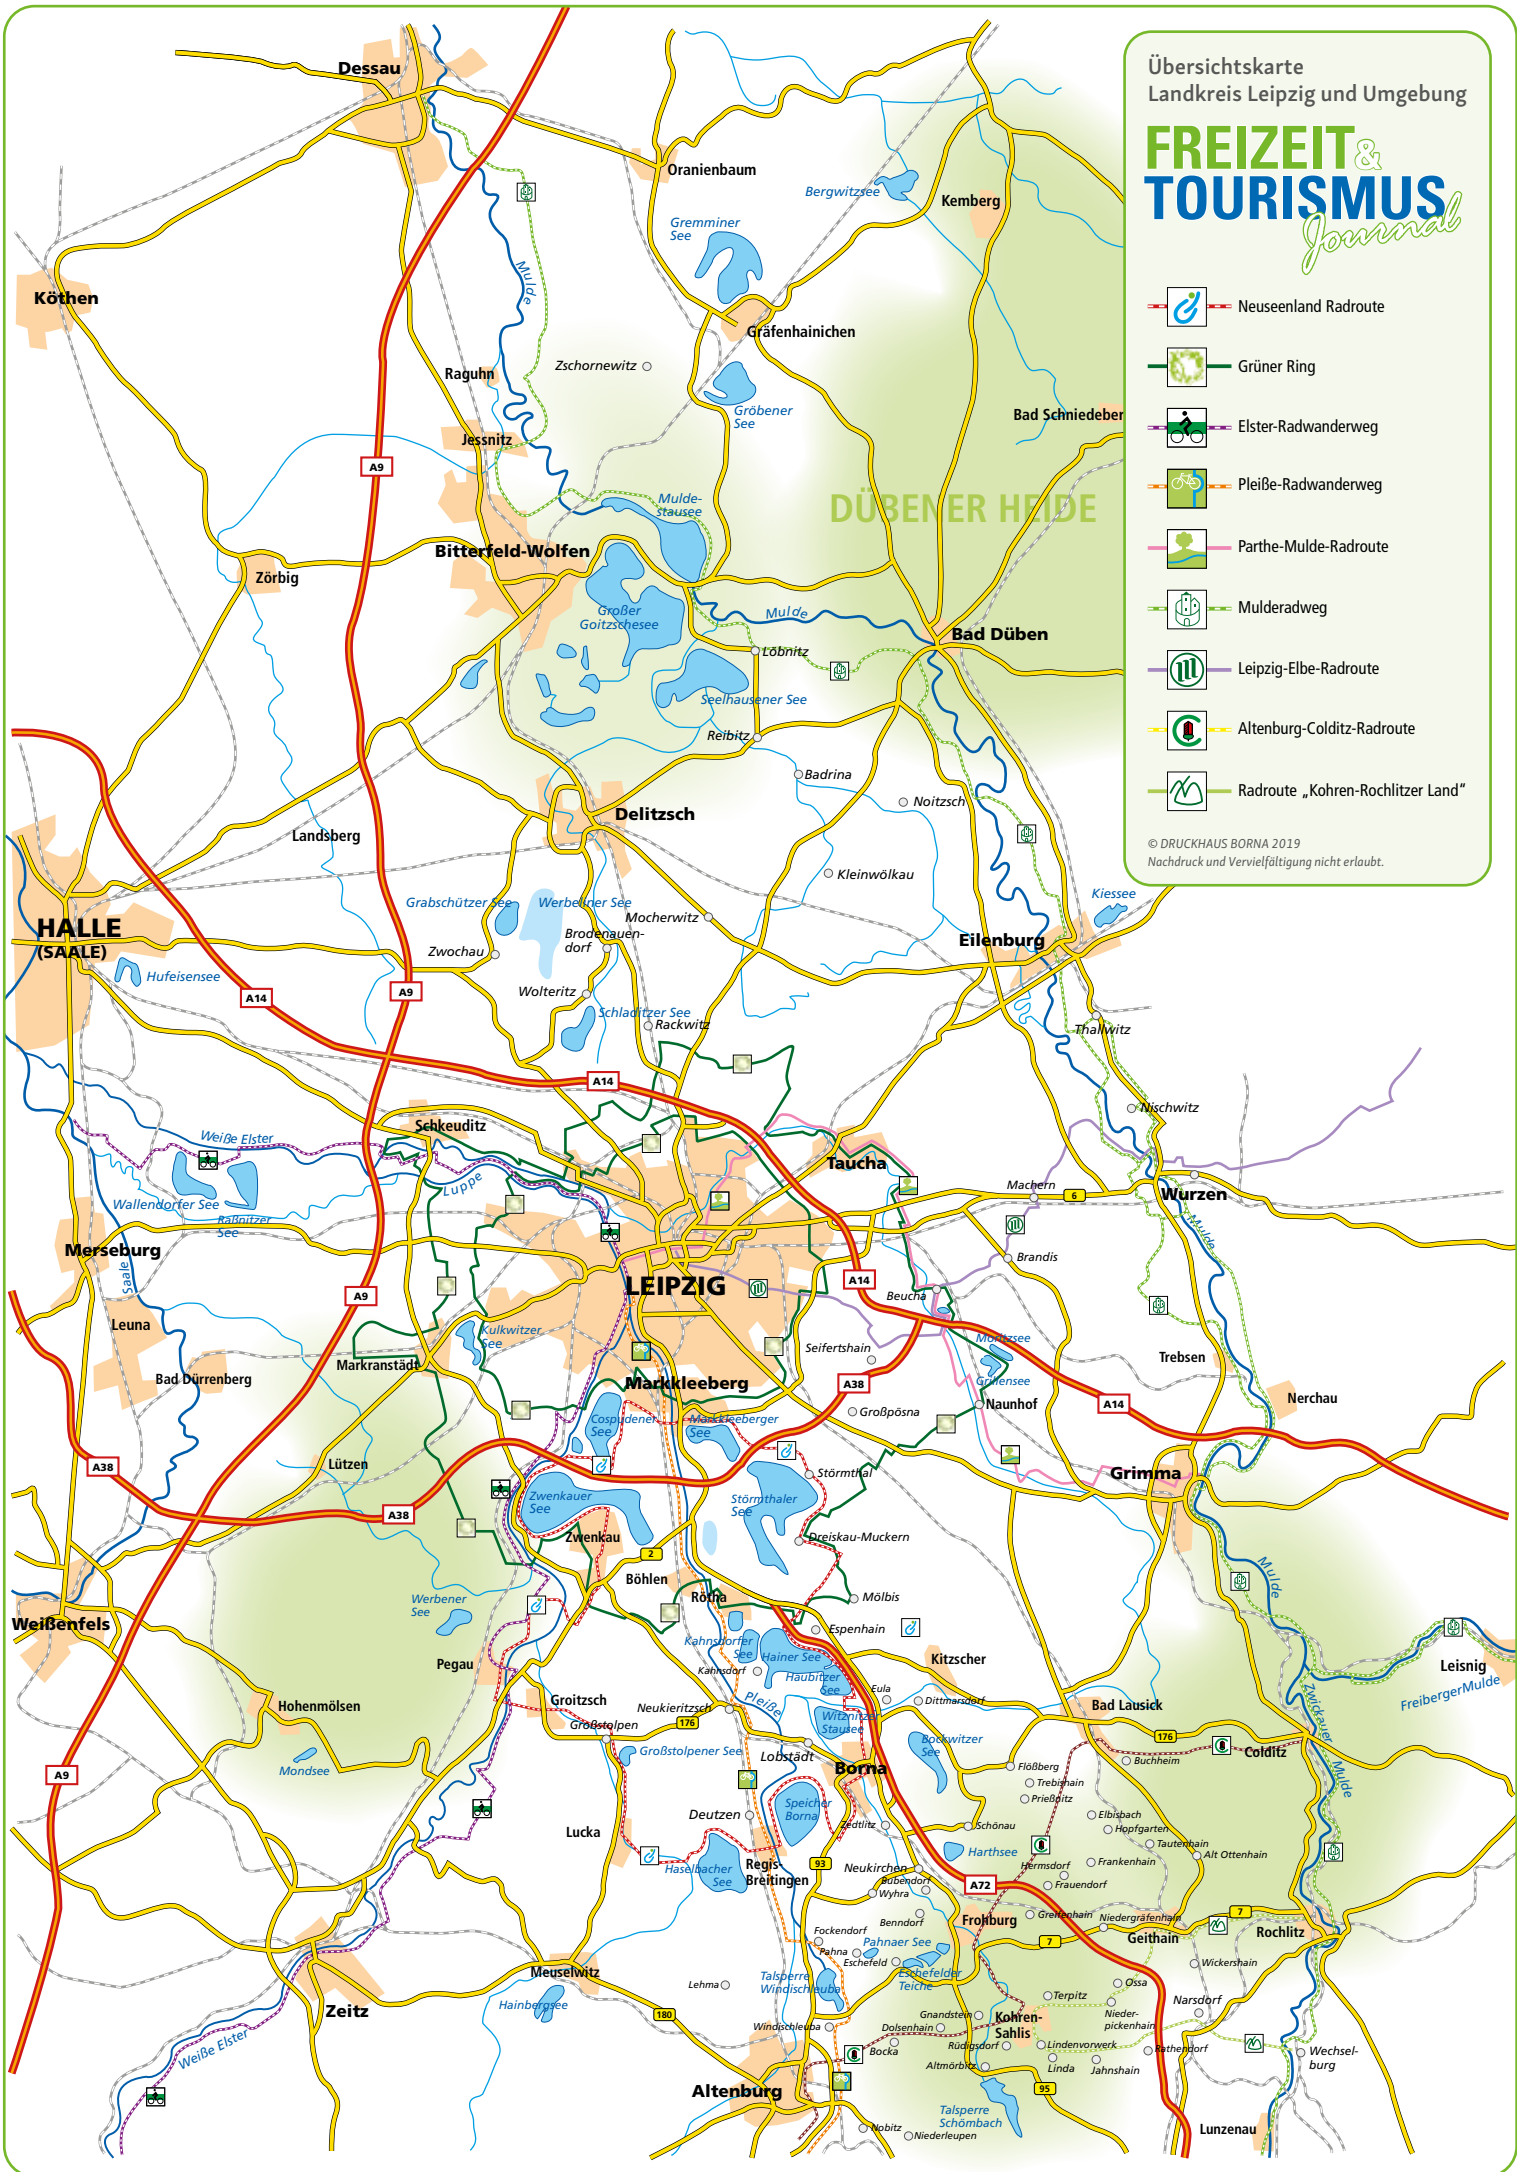 Übersichtskarte
Landkreis Leipzig und Umgebung
FREIZEIT &
TOURISMUS
Journal
Neuseenland Radroute
Grüner Ring
Elster-Radwanderweg
Pleiße-Radwanderweg
Parthe-Mulde-Radroute
Mulderadweg
Leipzig-Elbe-Radroute
Altenburg-Colditz-Radroute
Radroute „Kohren-Rochlitzer Land“
© DRUCKHAUS BORNA 2019
Nachdruck und Vervielfältigung nicht erlaubt.
Dessau
Oranienbaum
Bergwitzsee
Kemberg
Gremminer
See
Mulde
Köthen
Gräfenhainichen
Zschornewitz
Raguhn
Gröbener
See
Bad Schniedeber
Jessnitz
A9
Mulde-
stausee
DÜBENER HEIDE
Bitterfeld-Wolfen
Zörbig
Großer
Goitzschesee
Mulde
Bad Düben
Löbnitz
Seelhausener See
Reibitz
Badrina
Noitzsch
Delitzsch
Landsberg
Kleinwölkau
Kiessee
Grabschützer See
Werbeliner See
Mocherwitz
HALLE
(SAALE)
Brodenauen-
dorf
Zwochau
Eilenburg
Hufeisensee
A14
A9
Wolteritz
Schladitzer See
Rackwitz
Thallwitz
A14
Nischwitz
Schkeuditz
Weiße Elster
Taucha
Luppe
Machern
6
Wurzen
Wallendorfer See
Raßnitzer
See
Mulde
Merseburg
Saale
Brandis
LEIPZIG
A14
A9
Beucha
Leuna
Kulkwitzer
See
Moritzsee
Seifertshain
Markranstädt
Trebsen
Bad Dürrenberg
Grillensee
Markkleeberg
A38
Nerchau
Naunhof
A14
Großpösna
Cospudener
See
Markkleeberger
See
Lützen
A38
Störmthal
Grimma
Zwenkauer
See
Störmthaler
See
A38
Zwenkau
Dreiskau-Muckern
2
Böhlen
Mulde
Rötha
Mölbis
Werbener
See
Weißenfels
Espenhain
Kahnsdorfer
See
Hainer See
Kitzscher
Pegau
Kahnsdorf
Haubitzer
See
Leisnig
Freiberger Mulde
Eula
Dittmarsdorf
Zwickauer
Mulde
Hohenmölsen
Groitzsch
Neukieritzsch
Pleiße
Bad Lausick
176
Großstolpen
Witznitzer
Stausee
Bockwitzer
See
176
Großstolpener See
Lobstädt
Colditz
Mondsee
A9
Borna
Flößberg
Buchheim
Trebishain
Prießnitz
Speicher
Borna
Deutzen
Elbisbach
Hopfgarten
Lucka
Zedtlitz
Schönau
Tautenhain
Harthsee
Alt Ottenhain
Haselbacher
See
Regis-
Breitingen
93
Neukirchen
Hermsdorf
Frankenhain
Bubendorf
Wyhra
A72
Frauendorf
Benndorf
Frohburg
Greifenhain
Niedergräfenhain
7
Geithain
Rochlitz
Fockendorf
Pahna
Pahnaer See
7
Eschefeld
Wickershain
Meuselwitz
Eschefelder
Teiche
Talsperre
Windischleuba
Lehma
Ossa
Hainbergsee
Zeitz
180
Terpitz
Nieder-
pickenhain
Narsdorf
Gnandstein
Kohren-
Sahlis
Windischleuba
Dolsenhain
Rüdigsdorf
Lindenvorwerk
Rathendorf
Wechsel-
burg
Weiße Elster
Bocka
Altmörbitz
Linda
Jahnshain
Altenburg
95
Talsperre
Schömbach
Nobitz
Niederleupen
Lunzenau